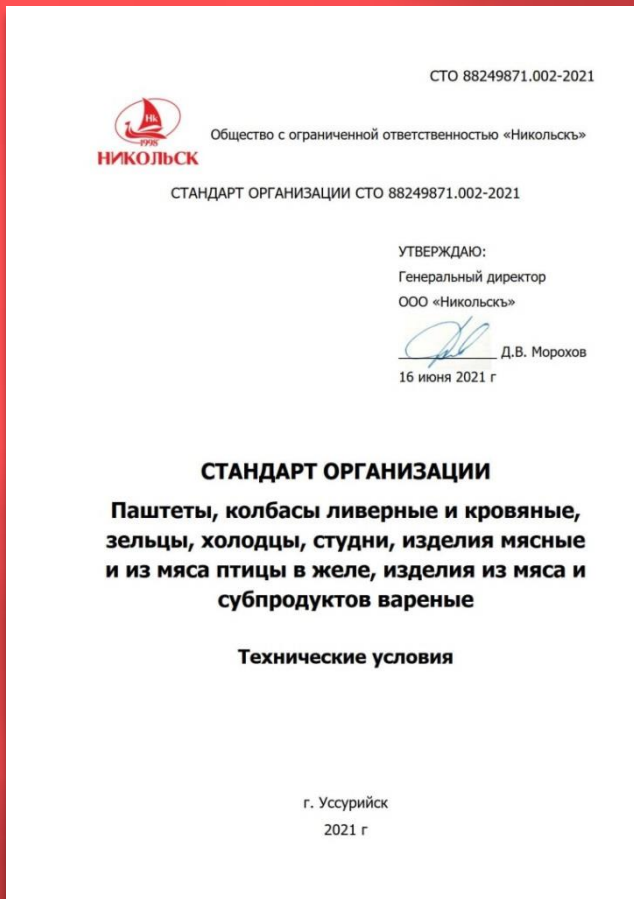 СТО 88249871.002-2021
Нк
1998
НИКОЛЬСК
Общество с ограниченной ответственностью «Никольскъ»
СТАНДАРТ ОРГАНИЗАЦИИ СТО 88249871.002-2021
УТВЕРЖДАЮ:
Генеральный директор
ООО «Никольскъ»
Д.В. Морохов
16 июня 2021 г
СТАНДАРТ ОРГАНИЗАЦИИ
Паштеты, колбасы ливерные и кровяные,
зельцы, холодцы, студни, изделия мясные
и из мяса птицы в желе, изделия из мяса и
субпродуктов вареные
Технические условия
г. Уссурийск
2021 г